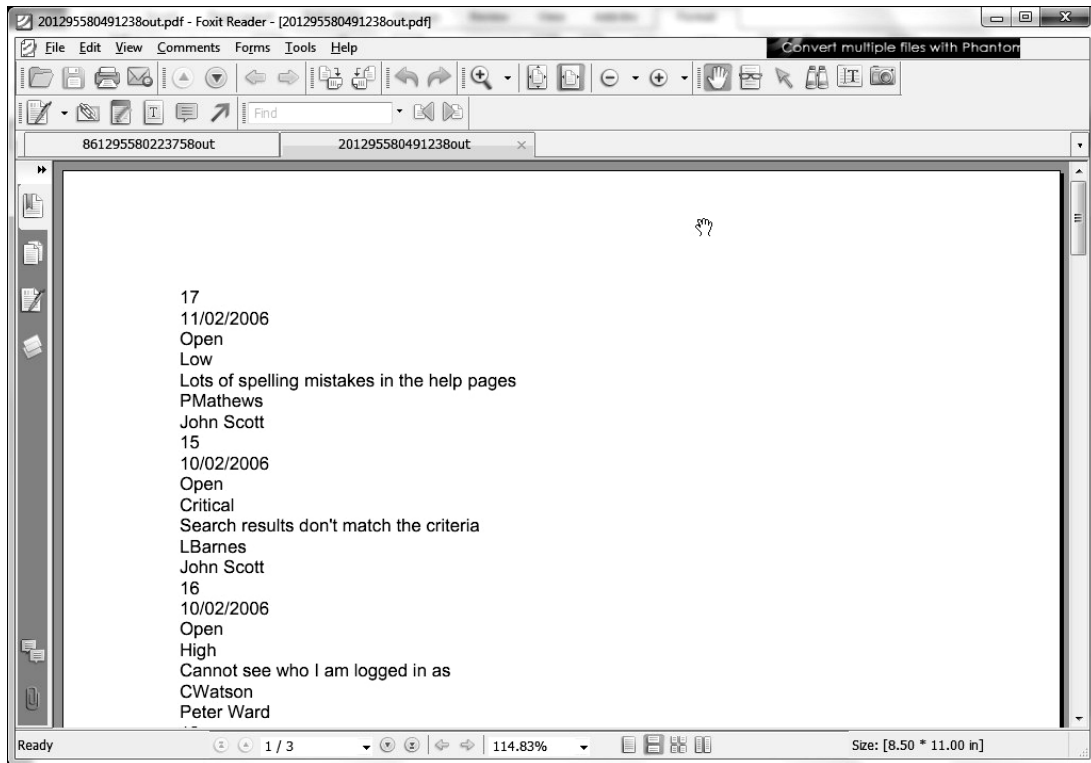 201295580491238out.pdf - Foxit Reader - [201295580491238out.pdf]
File Edit View Comments Forms Tools Help
Convert multiple files with Phantom
Find
861295580223758out 201295580491238out
17
11/02/2006
Open
Low
Lots of spelling mistakes in the help pages
PMathews
John Scott
15
10/02/2006
Open
Critical
Search results don't match the criteria
LBarnes
John Scott
16
10/02/2006
Open
High
Cannot see who I am logged in as
CWatson
Peter Ward
Ready 1 / 3 114.83% Size: [8.50 * 11.00 in]